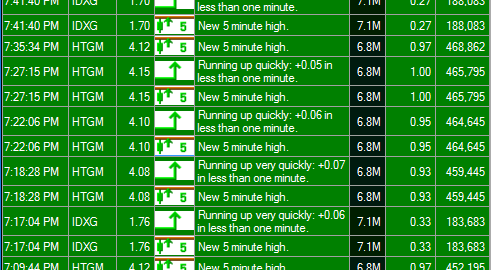 7:41:40 PM IDXG 1.70 less than one minute. 7.1M 0.27 188,083
7:41:40 PM IDXG 1.70 5 New 5 minute high. 7.1M 0.27 188,083
7:35:34 PM HTGM 4.12 5 New 5 minute high. 6.8M 0.97 468,862
7:27:15 PM HTGM 4.15 Running up quickly: +0.05 in 6.8M 1.00 465,795
less than one minute.
7:27:15 PM HTGM 4.15 5 New 5 minute high. 6.8M 1.00 465,795
7:22:06 PM HTGM 4.10 Running up quickly: +0.06 in 6.8M 0.95 464,645
less than one minute.
7:22:06 PM HTGM 4.10 5 New 5 minute high. 6.8M 0.95 464,645
7:18:28 PM HTGM 4.08 Running up very quickly: +0.07 6.8M 0.93 459,445
in less than one minute.
7:18:28 PM HTGM 4.08 5 New 5 minute high. 6.8M 0.93 459,445
7:17:04 PM IDXG 1.76 Running up very quickly: +0.06 7.1M 0.33 183,683
in less than one minute.
7:17:04 PM IDXG 1.76 5 New 5 minute high. 7.1M 0.33 183,683
7:09:44 PM HTGM 4.12 5 New 5 minute high. 6.8M 0.97 452,195